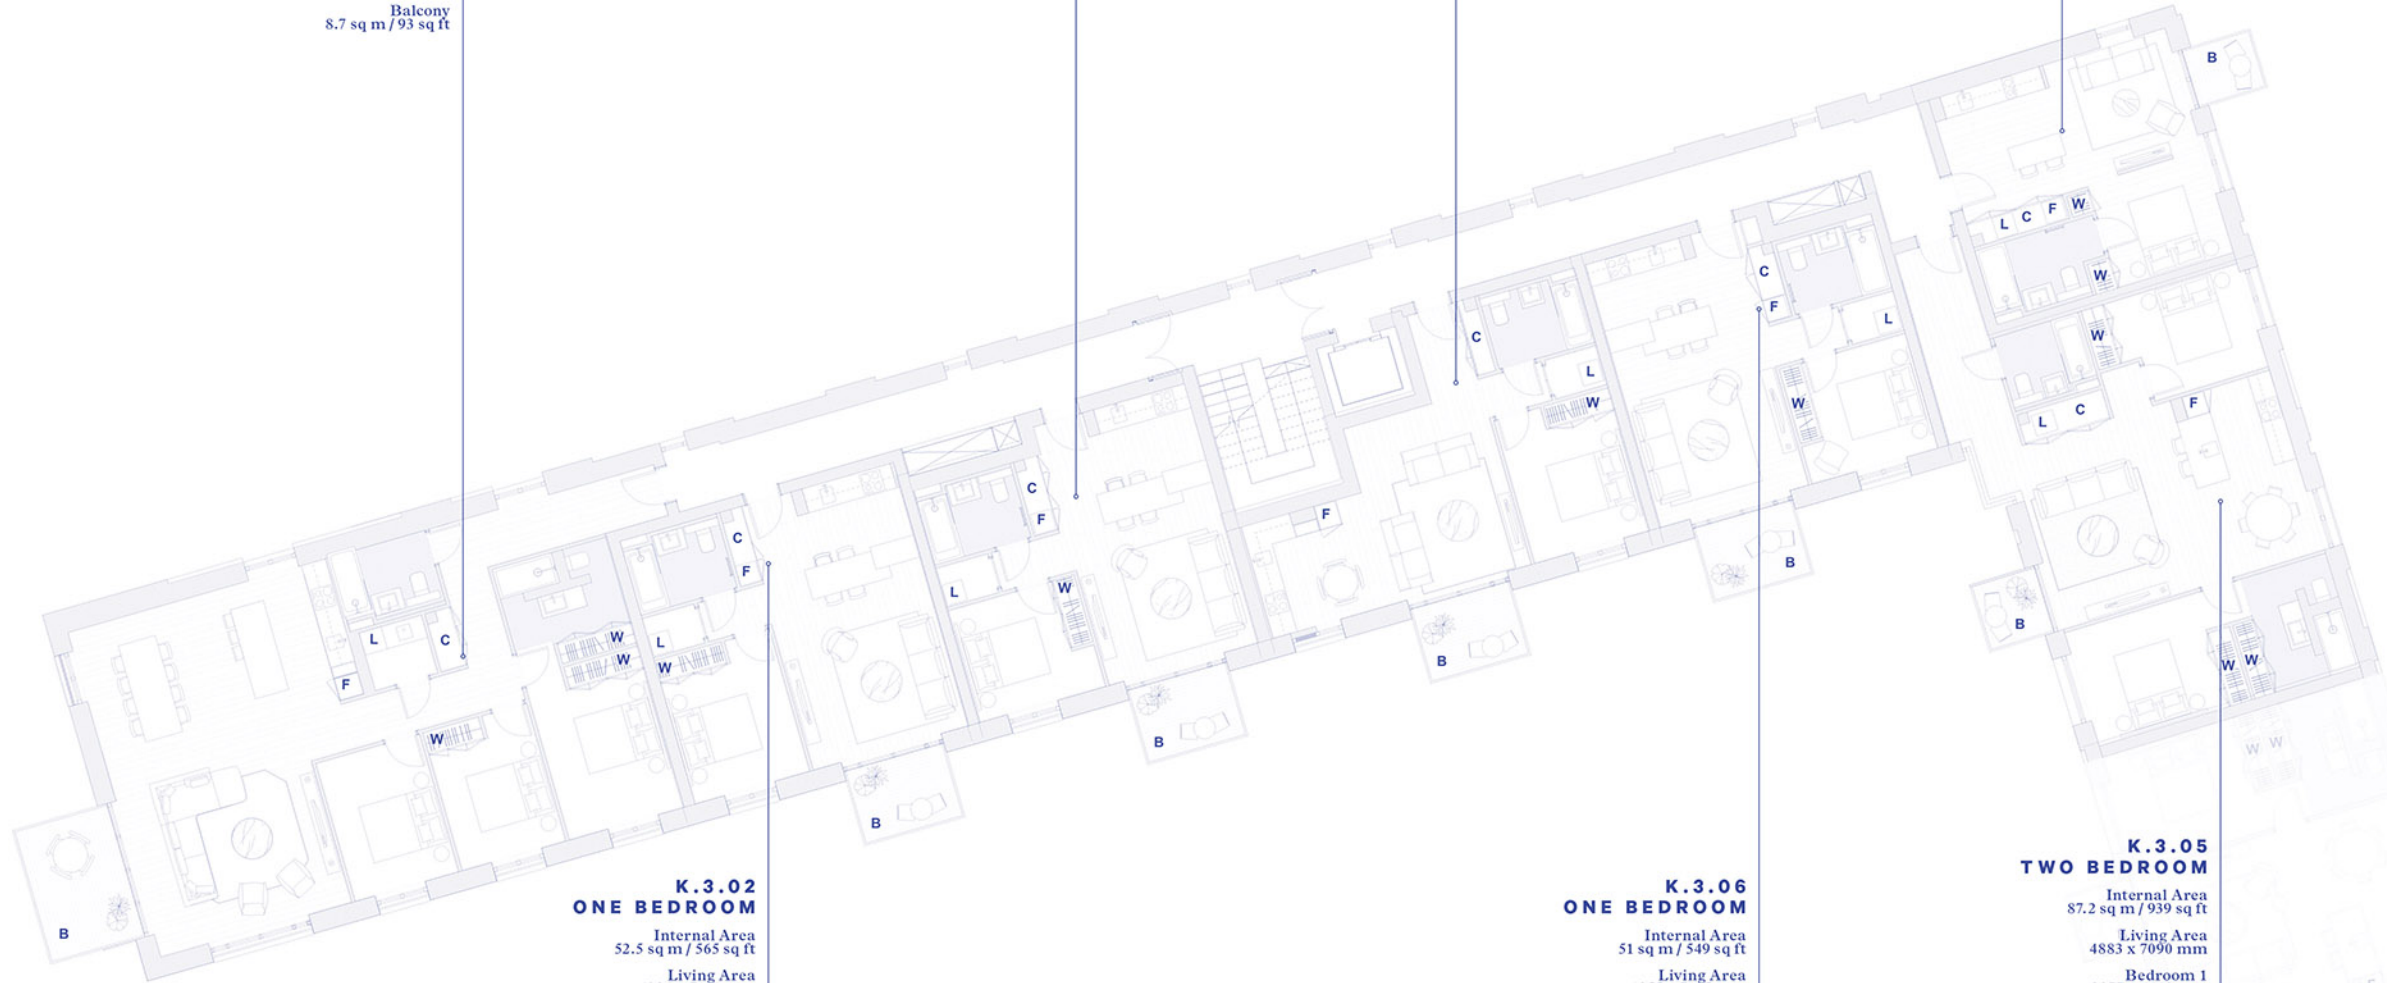 Balcony
8.7 sq m / 93 sq ft
B
L C F W
W
C
F
L
W
C
L
W
W
C
L
F
C
F
L
W
F
B
B
B
W W
W W
C
F
L
W
W
W
L
C
F
W
B
B
B
K.3.02
ONE BEDROOM
Internal Area
52.5 sq m / 565 sq ft
Living Area
K.3.06
ONE BEDROOM
Internal Area
51 sq m / 549 sq ft
Living Area
K.3.05
TWO BEDROOM
Internal Area
87.2 sq m / 939 sq ft
Living Area
4883 x 7090 mm
Bedroom 1